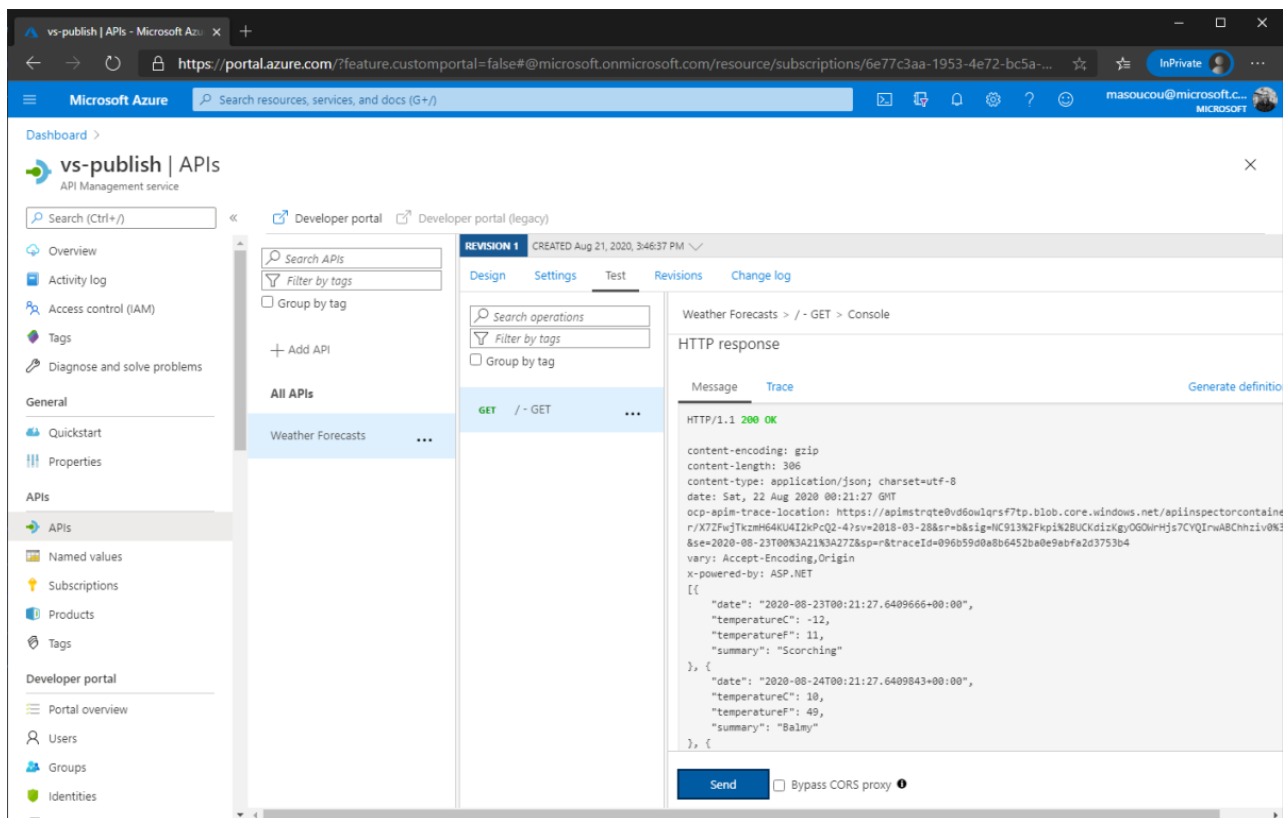 vs-publish | APIs - Microsoft Azu
https://portal.azure.com/?feature.customportal=false#@microsoft.onmicrosoft.com/resource/subscriptions/6e77c3aa-1953-4e72-bc5a-...
InPrivate
Microsoft Azure
Search resources, services, and docs (G+/)
masoucou@microsoft.c...
MICROSOFT
Dashboard >
vs-publish | APIs
API Management service
Search (Ctrl+/)
«
Overview
Activity log
Access control (IAM)
Tags
Diagnose and solve problems
General
Quickstart
Properties
APIs
APIs
Named values
Subscriptions
Products
Tags
Developer portal
Portal overview
Users
Groups
Identities
Developer portal
Developer portal (legacy)
Search APIs
Filter by tags
Group by tag
+ Add API
All APIs
Weather Forecasts
...
REVISION 1 CREATED Aug 21, 2020, 3:46:37 PM
Design Settings Test Revisions Change log
Search operations
Filter by tags
Group by tag
GET / - GET ...
Weather Forecasts > / - GET > Console
HTTP response
Message Trace Generate definitio
HTTP/1.1 200 OK
content-encoding: gzip
content-length: 306
content-type: application/json; charset=utf-8
date: Sat, 22 Aug 2020 00:21:27 GMT
ocp-apim-trace-location: https://apimstrqte0vd6owlqrsf7tp.blob.core.windows.net/apiinspectorcontaine
r/X7ZFwjTkzmH64KU4I2kPcQ2-4?sv=2018-03-28&sr=b&sig=NC913%2Fkpi%2BUCKdizKgyOGOWrHjs7CYQIrwABChhziv0%3
&se=2020-08-23T00%3A21%3A27Z&sp=r&traceId=096b59d0a8b6452ba0e9abfa2d3753b4
vary: Accept-Encoding,Origin
x-powered-by: ASP.NET
[{
"date": "2020-08-23T00:21:27.6409666+00:00",
"temperatureC": -12,
"temperatureF": 11,
"summary": "Scorching"
}, {
"date": "2020-08-24T00:21:27.6409843+00:00",
"temperatureC": 10,
"temperatureF": 49,
"summary": "Balmy"
}, {
Send
Bypass CORS proxy